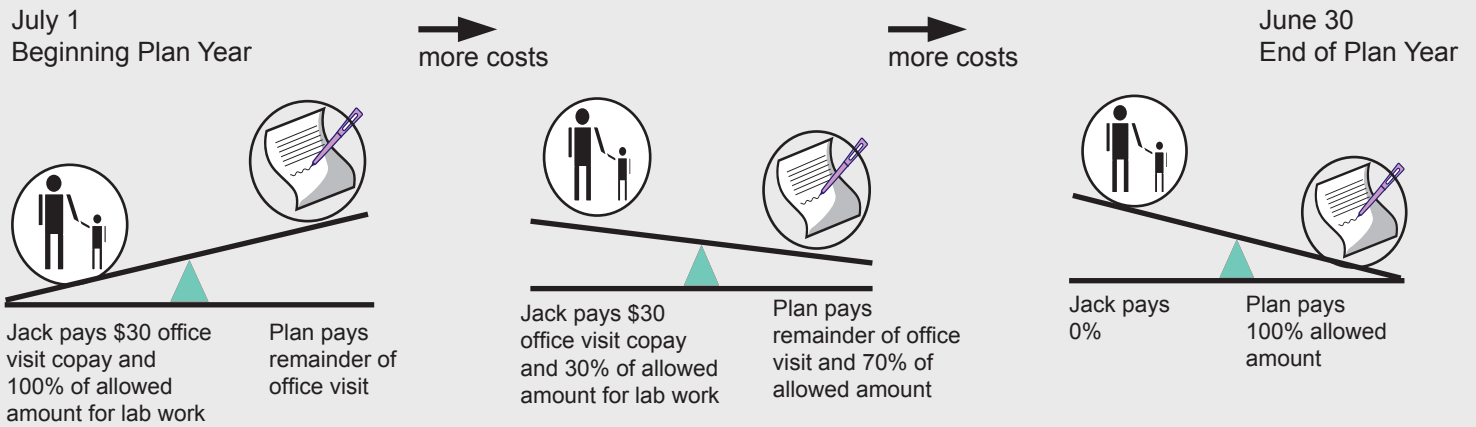 July 1
Beginning Plan Year
more costs
more costs
June 30
End of Plan Year
Jack pays $30 office
visit copay and
100% of allowed
amount for lab work
Plan pays
remainder of
office visit
Jack pays $30
office visit copay
and 30% of allowed
amount for lab work
Plan pays
remainder of office
visit and 70% of
allowed amount
Jack pays
0%
Plan pays
100% allowed
amount